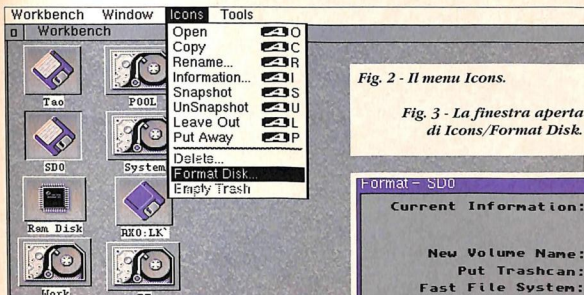 Workbench Window Icons Tools
Workbench
Open O
Copy C
Rename... R
Information... I
Snapshot S
UnSnapshot U
Leave Out L
Put Away P
Delete...
Format Disk...
Empty Trash
Tao
POOL
SD0
System
Ram Disk
RX0:LK`
Work
Fig. 2 - Il menu Icons.
Fig. 3 - La finestra aperta
di Icons/Format Disk.
Format - SD0
Current Information:
New Volume Name:
Put Trashcan:
Fast File System: